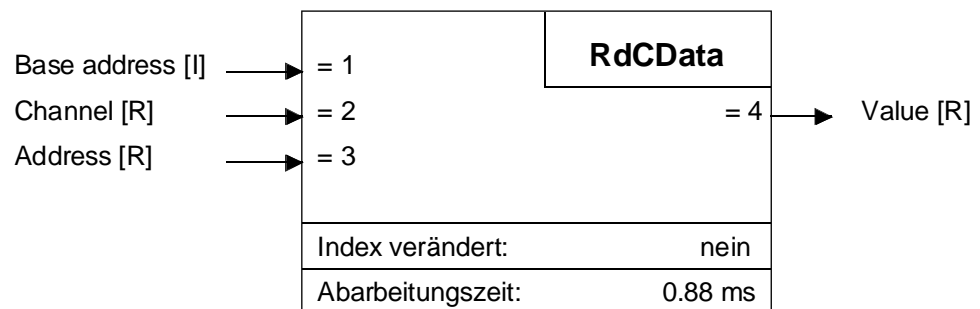 RdCData
Base address [I] = 1
Channel [R] = 2 = 4 Value [R]
Address [R] = 3
Index verändert: nein
Abarbeitungszeit: 0.88 ms